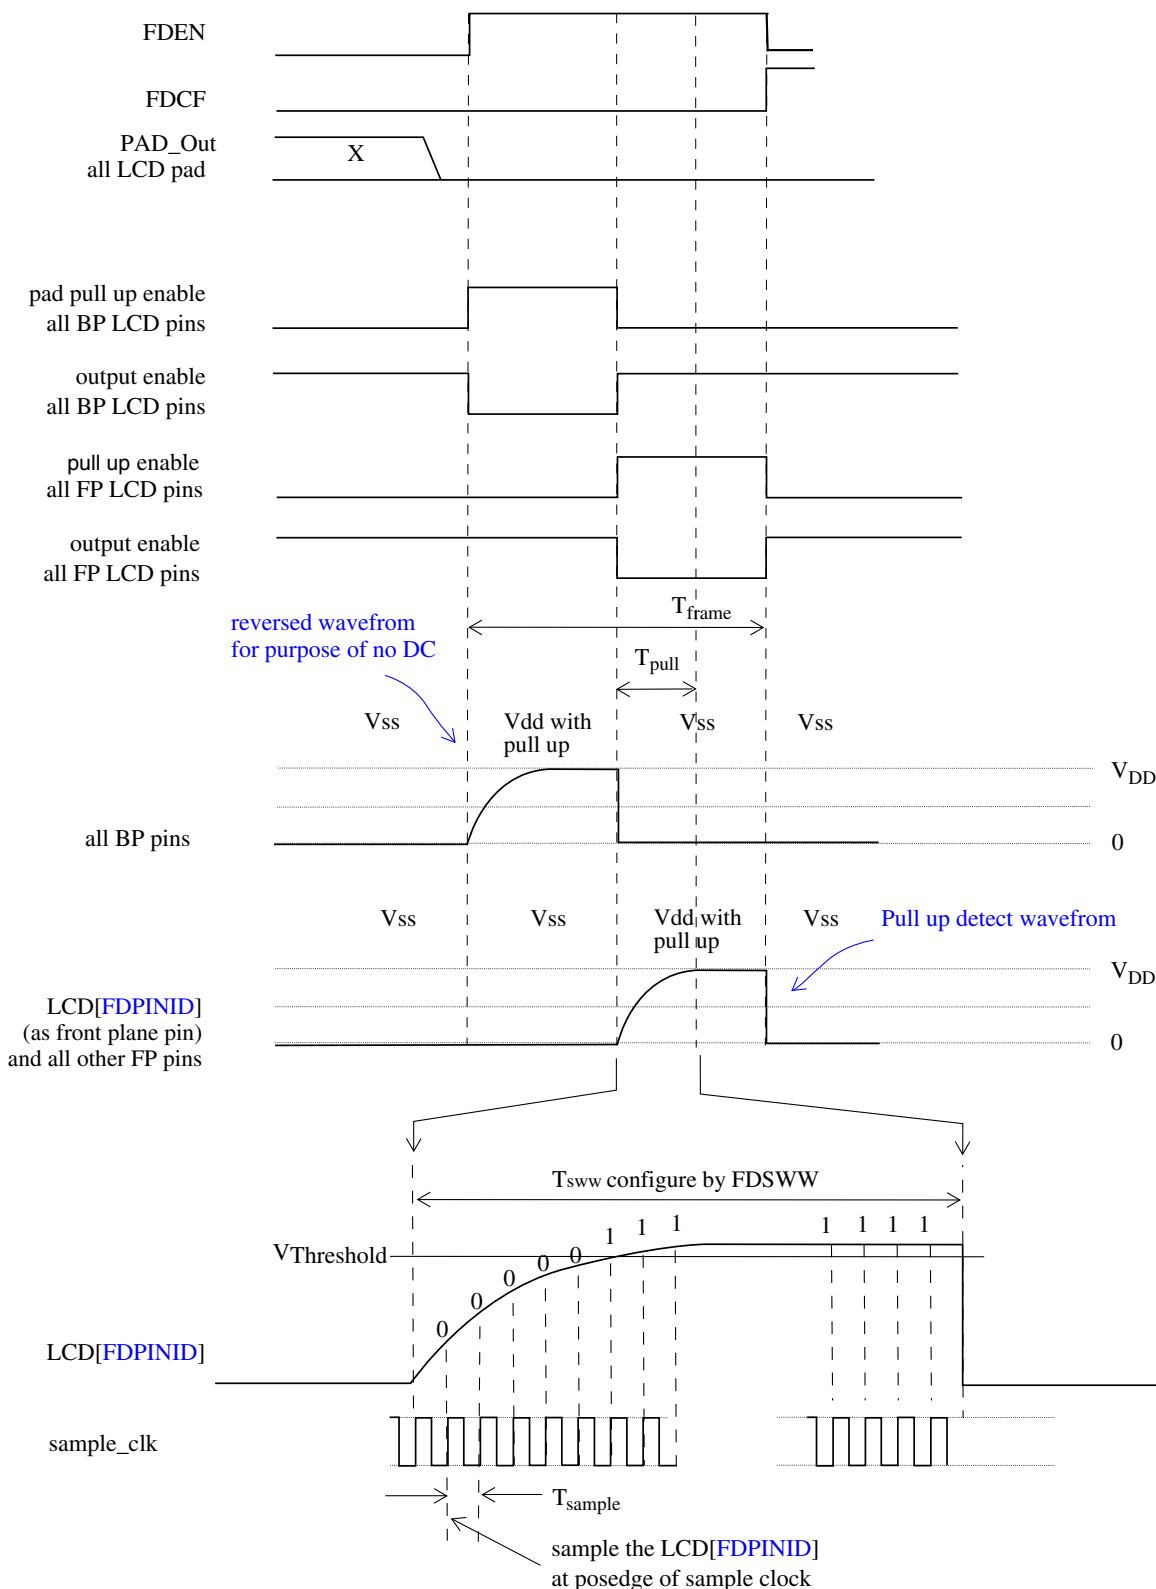 FDEN
FDCF
PAD_Out
all LCD pad
X
pad pull up enable
all BP LCD pins
output enable
all BP LCD pins
pull up enable
all FP LCD pins
output enable
all FP LCD pins
Tframe
reversed wavefrom
for purpose of no DC
Tpull
Vss
Vdd with
pull up
Vss
Vss
VDD
all BP pins
0
Vss
Vss
Vdd with
pull up
Vss
Pull up detect wavefrom
VDD
LCD[FDPINID]
(as front plane pin)
and all other FP pins
0
Tsww configure by FDSWW
VThreshold
0 0 0 0 0 1 1 1 1 1 1 1
LCD[FDPINID]
sample_clk
Tsample
sample the LCD[FDPINID]
at posedge of sample clock